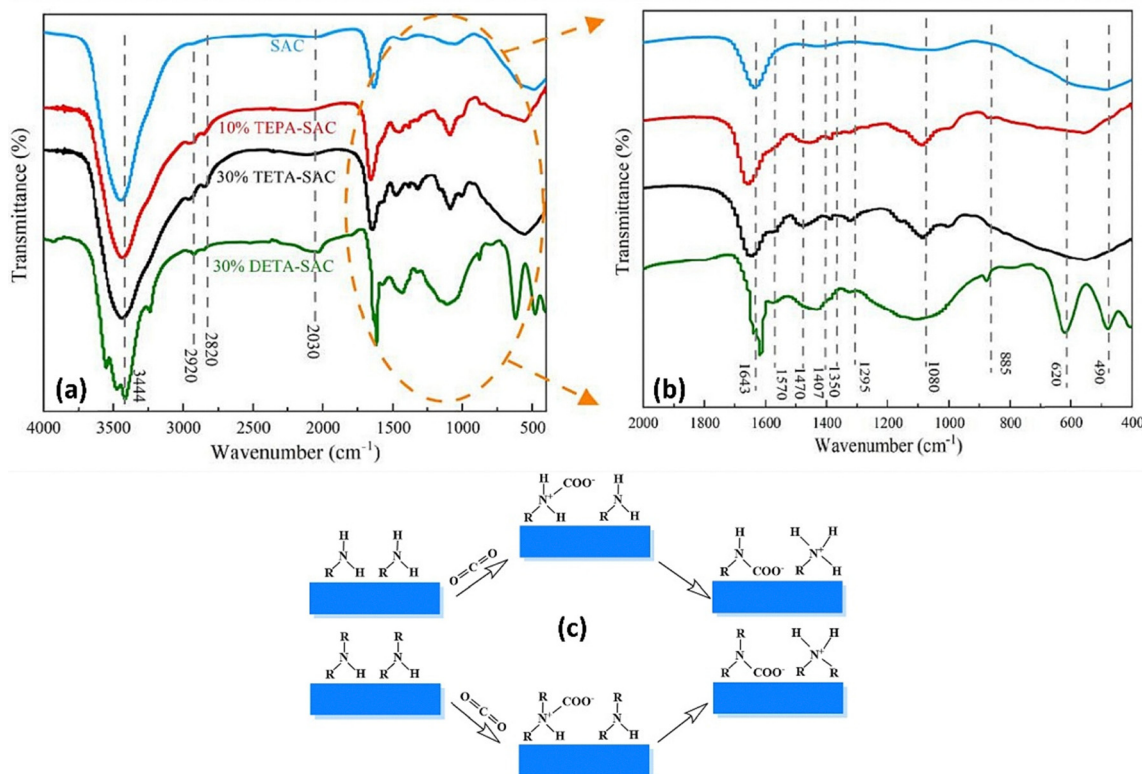 SAC
10% TEPA-SAC
30% TETA-SAC
30% DETA-SAC
3444
2920
2820
2030
(a)
Transmittance (%)
4000 3500 3000 2500 2000 1500 1000 500
Wavenumber (cm⁻¹)
(b)
Transmittance (%)
1643
1570
1470
1407
1350
1295
1080
885
620
490
2000 1800 1600 1400 1200 1000 800 600 400
Wavenumber (cm⁻¹)
H H
N N
R H R H
O=C=O
H COO⁻ H
N⁺ N
R H R H
H H H
N N⁺
R COO⁻ R H
(c)
R R
N N
R H R H
O=C=O
R COO⁻ R
N⁺ N
R H R H
R H H
N N⁺
R COO⁻ R R